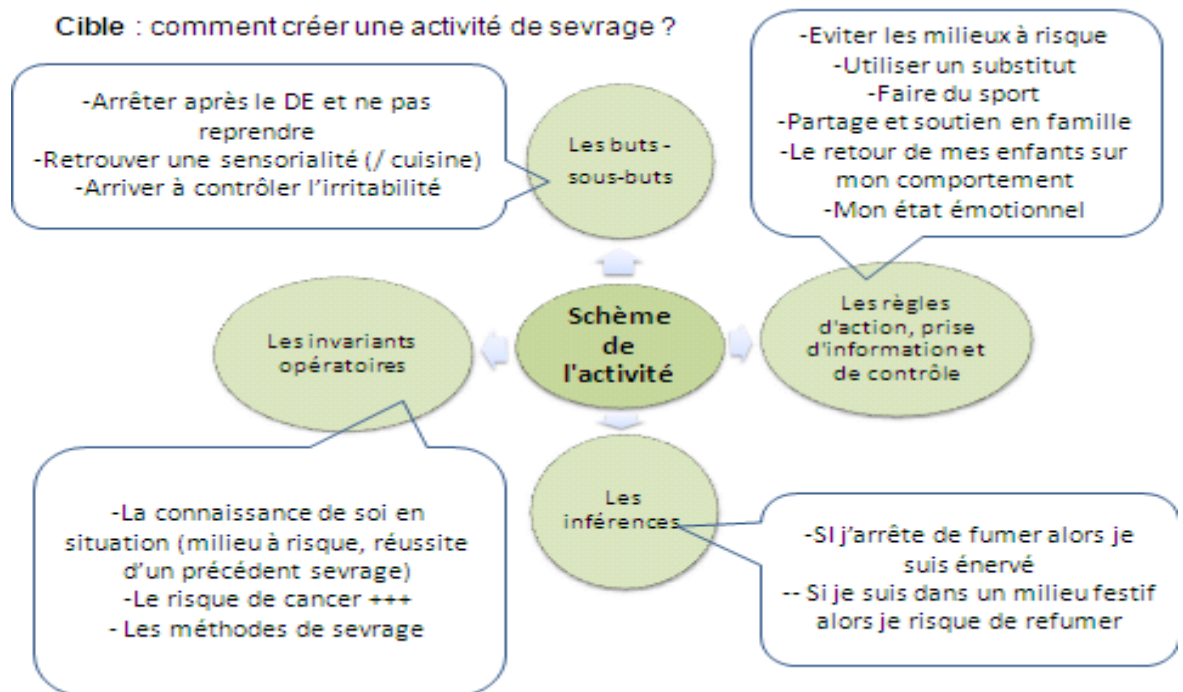 Cible : comment créer une activité de sevrage ?
-Arrêter après le DE et ne pas
reprendre
-Retrouver une sensorialité (/ cuisine)
-Arriver à contrôler l'irritabilité
Les buts -
sous-buts
-Eviter les milieux à risque
-Utiliser un substitut
-Faire du sport
-Partage et soutien en famille
-Le retour de mes enfants sur
mon comportement
-Mon état émotionnel
Les invariants
opératoires
Schème
de
l'activité
Les règles
d'action, prise
d'information et
de contrôle
-La connaissance de soi en
situation (milieu à risque, réussite
d'un précédent sevrage)
-Le risque de cancer +++
- Les méthodes de sevrage
Les
inférences
-SI j'arrête de fumer alors je
suis énervé
-- Si je suis dans un milieu festif
alors je risque de refumer